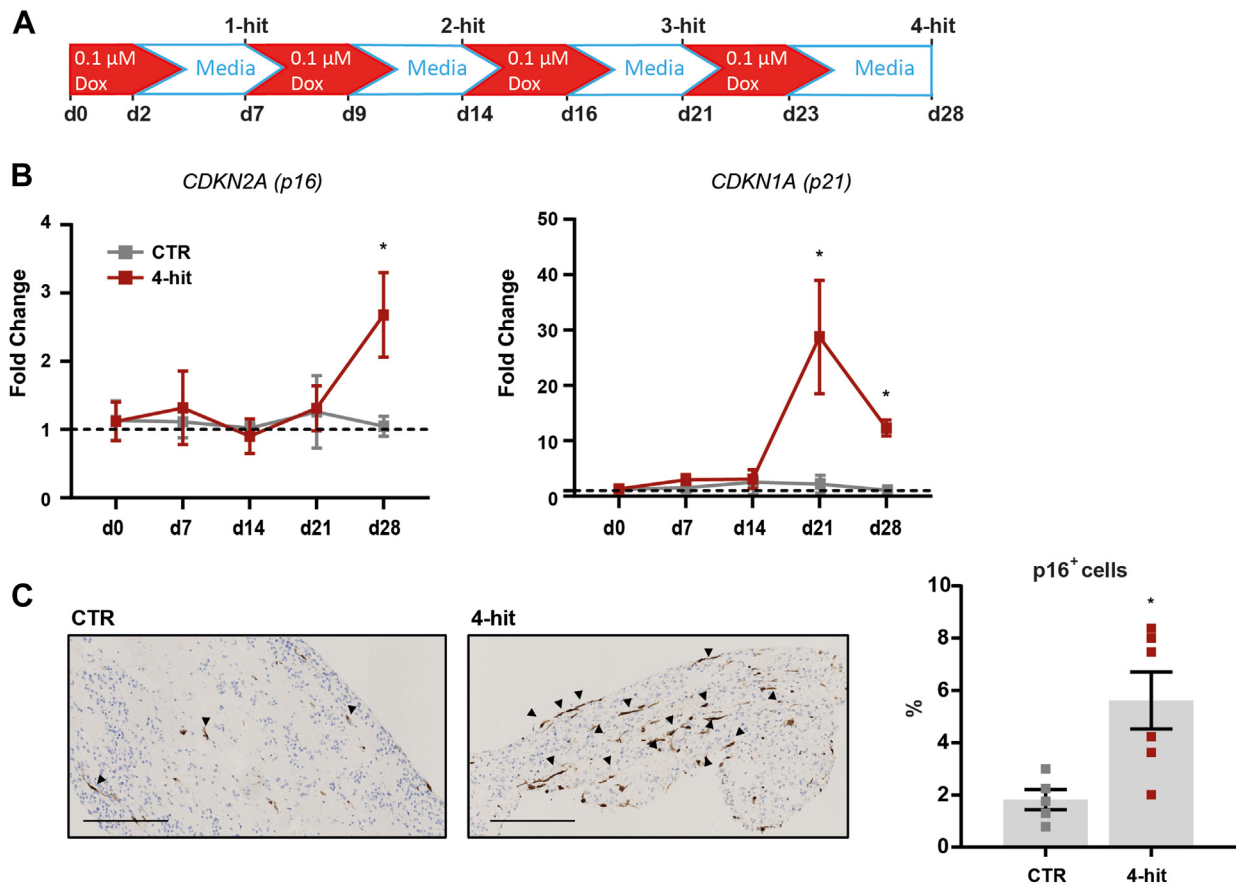 A
1-hit 2-hit 3-hit 4-hit
0.1 µM 0.1 µM 0.1 µM 0.1 µM
Media Media Media Media
Dox Dox Dox Dox
d0 d2 d7 d9 d14 d16 d21 d23 d28
B
CDKN2A (p16)
CDKN1A (p21)
Fold Change
4
3
2
1
0
CTR
4-hit
*
d0 d7 d14 d21 d28
Fold Change
50
40
30
20
10
0
*
*
d0 d7 d14 d21 d28
C
CTR
4-hit
p16+ cells
%
10
8
6
4
2
0
*
CTR 4-hit